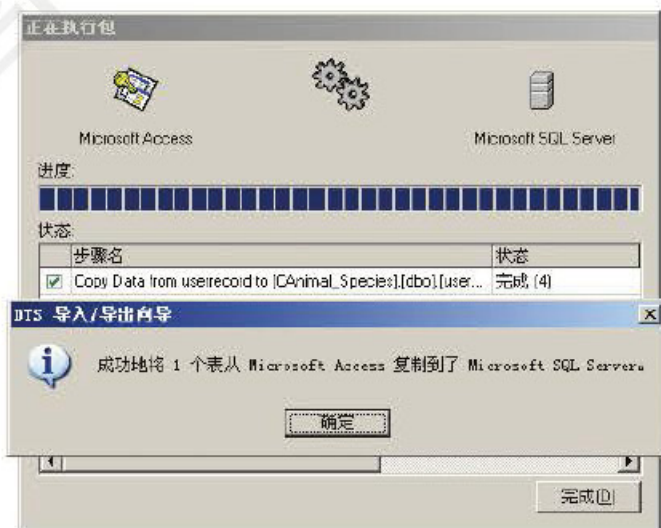 正在执行包
Microsoft Access
Microsoft SQL Server
进度:
状态:
步骤名 状态
Copy Data from userrecord to [CAnimal_Species].[dbo].[user... 完成 (4)
DTS 导入/导出向导
成功地将 1 个表从 Microsoft Access 复制到了 Microsoft SQL Server。
确定
完成(D)